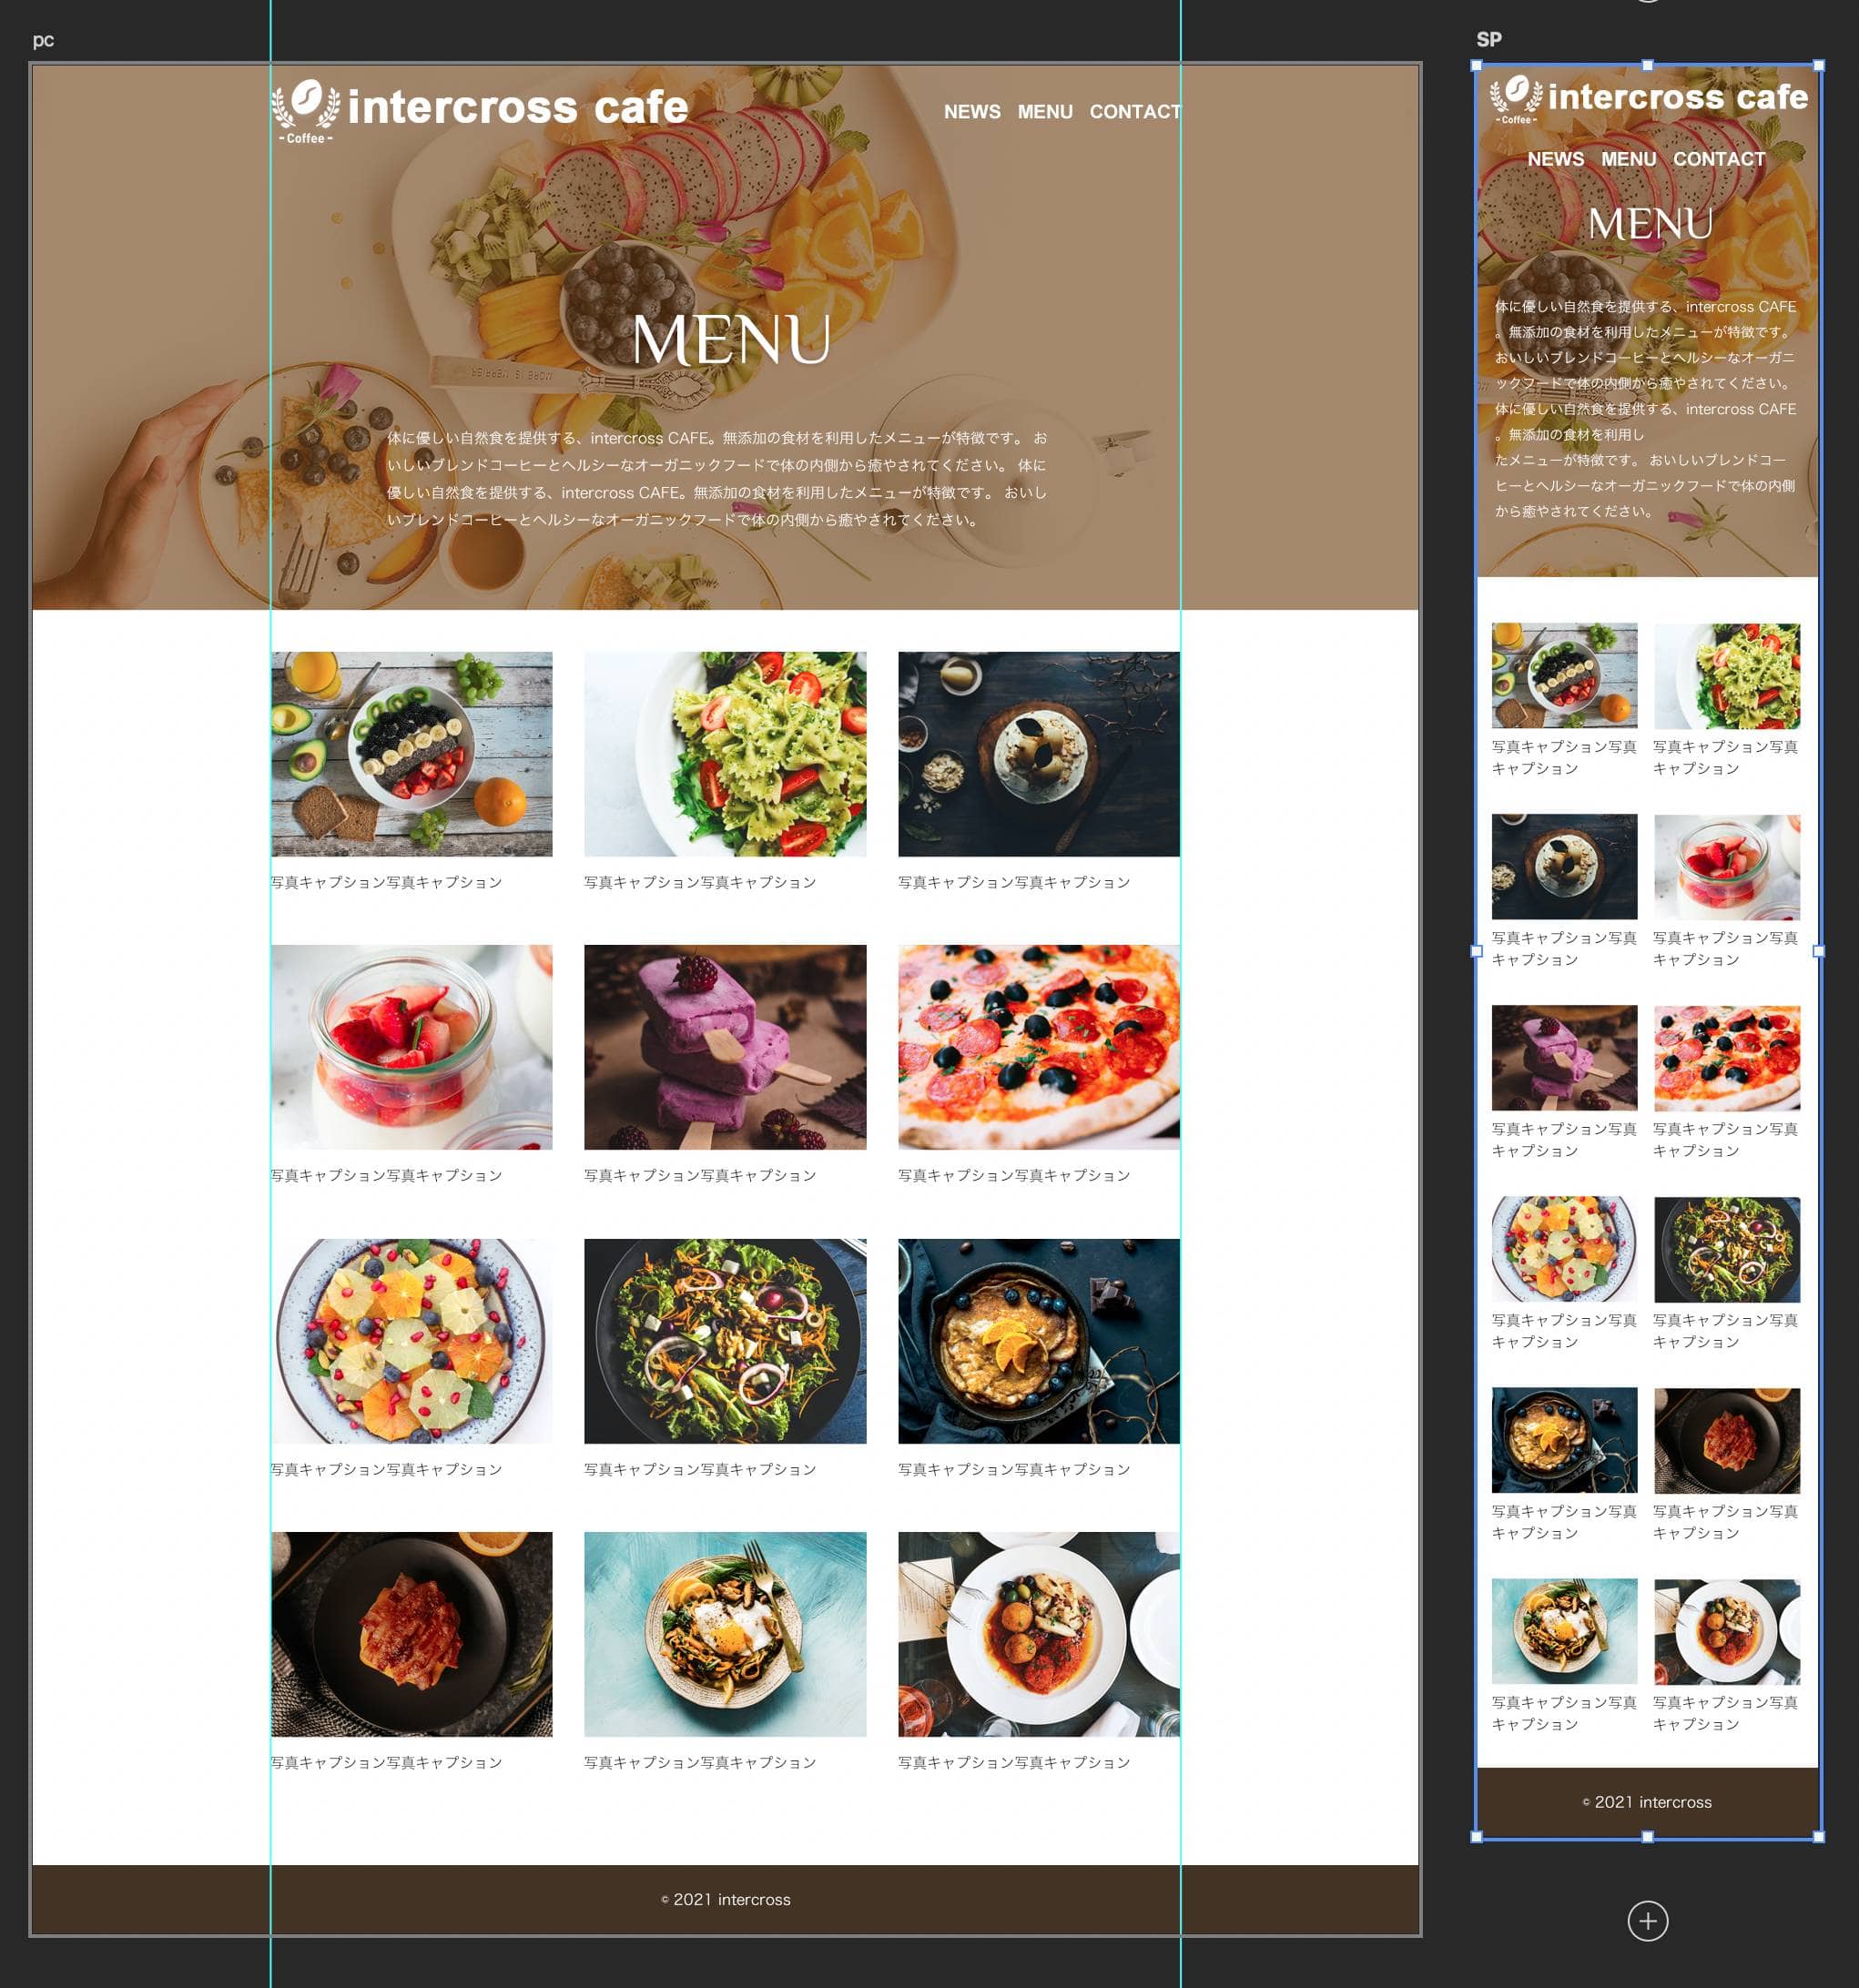 pc
intercross cafe
- Coffee -
NEWS MENU CONTACT
MENU
体に優しい自然食を提供する、intercross CAFE。無添加の食材を利用したメニューが特徴です。 お
いしいブレンドコーヒーとヘルシーなオーガニックフードで体の内側から癒やされてください。 体に
優しい自然食を提供する、intercross CAFE。無添加の食材を利用したメニューが特徴です。 おいし
いブレンドコーヒーとヘルシーなオーガニックフードで体の内側から癒やされてください。
写真キャプション写真キャプション
写真キャプション写真キャプション
写真キャプション写真キャプション
写真キャプション写真キャプション
写真キャプション写真キャプション
写真キャプション写真キャプション
写真キャプション写真キャプション
写真キャプション写真キャプション
写真キャプション写真キャプション
写真キャプション写真キャプション
写真キャプション写真キャプション
写真キャプション写真キャプション
© 2021 intercross
SP
intercross cafe
- Coffee -
NEWS MENU CONTACT
MENU
体に優しい自然食を提供する、intercross CAFE
。無添加の食材を利用したメニューが特徴です。
おいしいブレンドコーヒーとヘルシーなオーガニ
ックフードで体の内側から癒やされてください。
体に優しい自然食を提供する、intercross CAFE
。無添加の食材を利用し
たメニューが特徴です。 おいしいブレンドコー
ヒーとヘルシーなオーガニックフードで体の内側
から癒やされてください。
写真キャプション写真
キャプション
写真キャプション写真
キャプション
写真キャプション写真
キャプション
写真キャプション写真
キャプション
写真キャプション写真
キャプション
写真キャプション写真
キャプション
写真キャプション写真
キャプション
写真キャプション写真
キャプション
写真キャプション写真
キャプション
写真キャプション写真
キャプション
写真キャプション写真
キャプション
写真キャプション写真
キャプション
© 2021 intercross